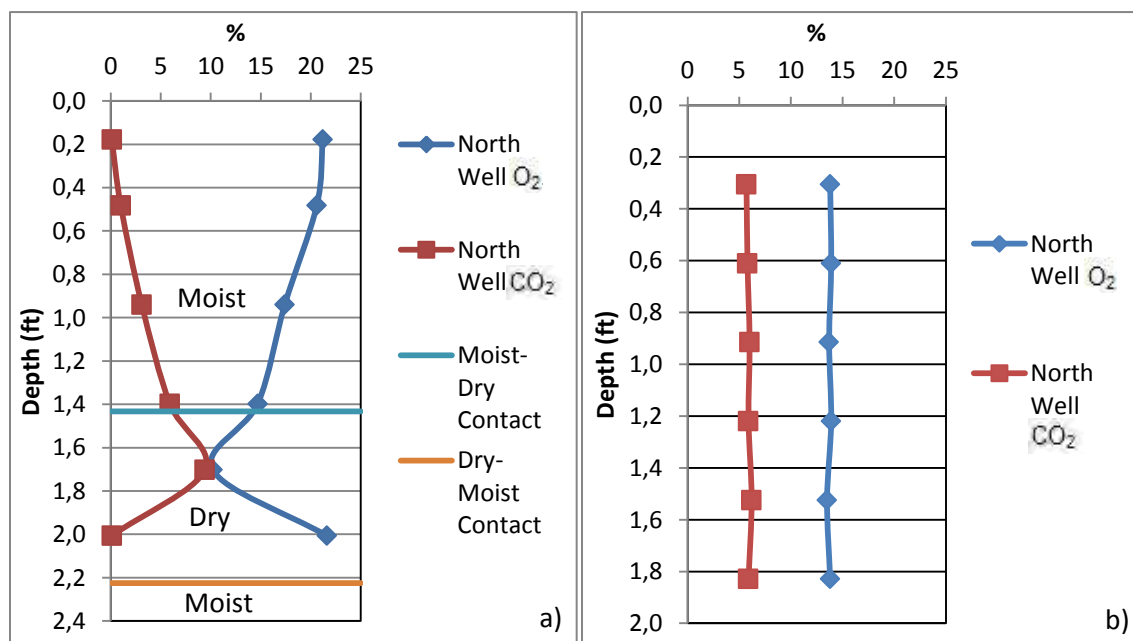 %
0 5 10 15 20 25
Depth (ft)
0,0
0,2
0,4
0,6
0,8
1,0
1,2
1,4
1,6
1,8
2,0
2,2
2,4
Moist
Dry
Moist
North
Well O₂
North
Well CO₂
Moist-
Dry
Contact
Dry-
Moist
Contact
a)
%
0 5 10 15 20 25
Depth (ft)
0,0
0,2
0,4
0,6
0,8
1,0
1,2
1,4
1,6
1,8
2,0
North
Well O₂
North
Well
CO₂
b)